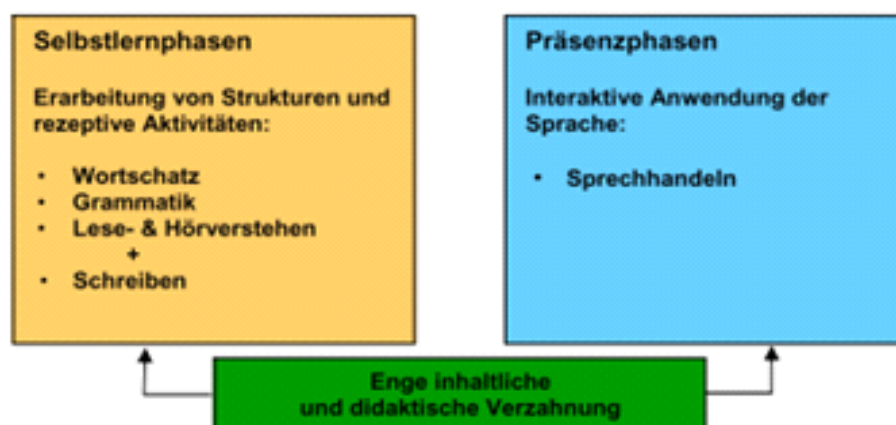 Selbstlernphasen
Erarbeitung von Strukturen und
rezeptive Aktivitäten:
• Wortschatz
• Grammatik
• Lese- & Hörverstehen
+
• Schreiben
Präsenzphasen
Interaktive Anwendung der
Sprache:
• Sprechhandeln
Enge inhaltliche
und didaktische Verzahnung